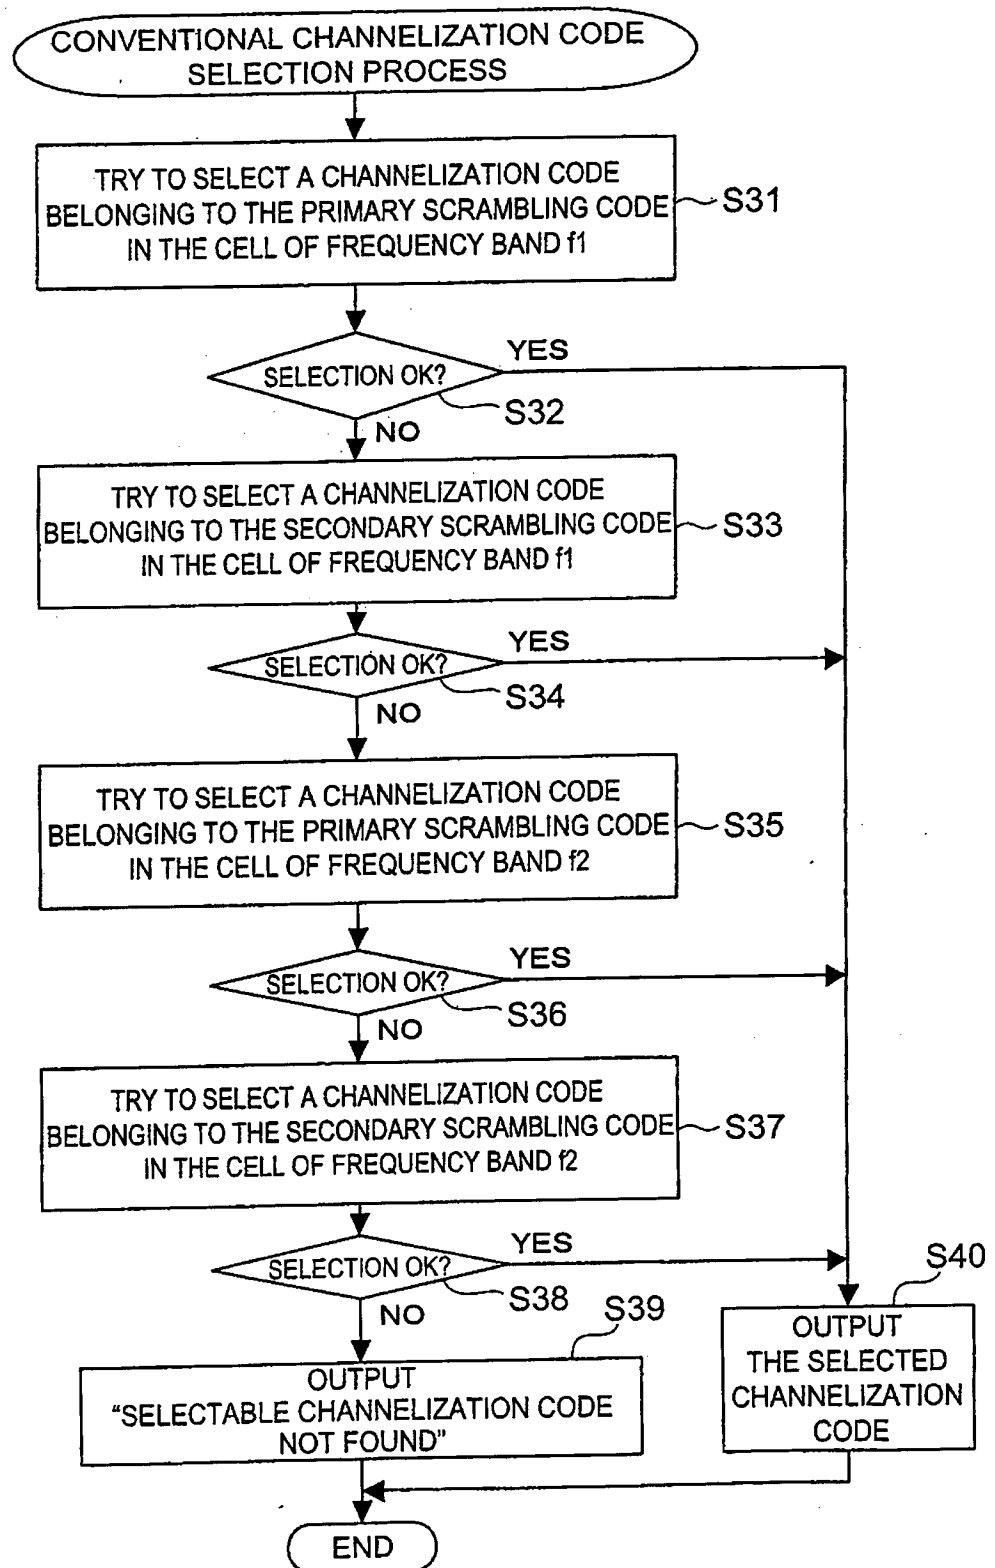 CONVENTIONAL CHANNELIZATION CODE
SELECTION PROCESS
TRY TO SELECT A CHANNELIZATION CODE
BELONGING TO THE PRIMARY SCRAMBLING CODE
IN THE CELL OF FREQUENCY BAND f1
S31
YES
SELECTION OK?
S32
NO
TRY TO SELECT A CHANNELIZATION CODE
BELONGING TO THE SECONDARY SCRAMBLING CODE
IN THE CELL OF FREQUENCY BAND f1
S33
YES
SELECTION OK?
S34
NO
TRY TO SELECT A CHANNELIZATION CODE
BELONGING TO THE PRIMARY SCRAMBLING CODE
IN THE CELL OF FREQUENCY BAND f2
S35
YES
SELECTION OK?
S36
NO
TRY TO SELECT A CHANNELIZATION CODE
BELONGING TO THE SECONDARY SCRAMBLING CODE
IN THE CELL OF FREQUENCY BAND f2
S37
YES
SELECTION OK?
S38
NO
S39
OUTPUT
"SELECTABLE CHANNELIZATION CODE
NOT FOUND"
S40
OUTPUT
THE SELECTED
CHANNELIZATION
CODE
END